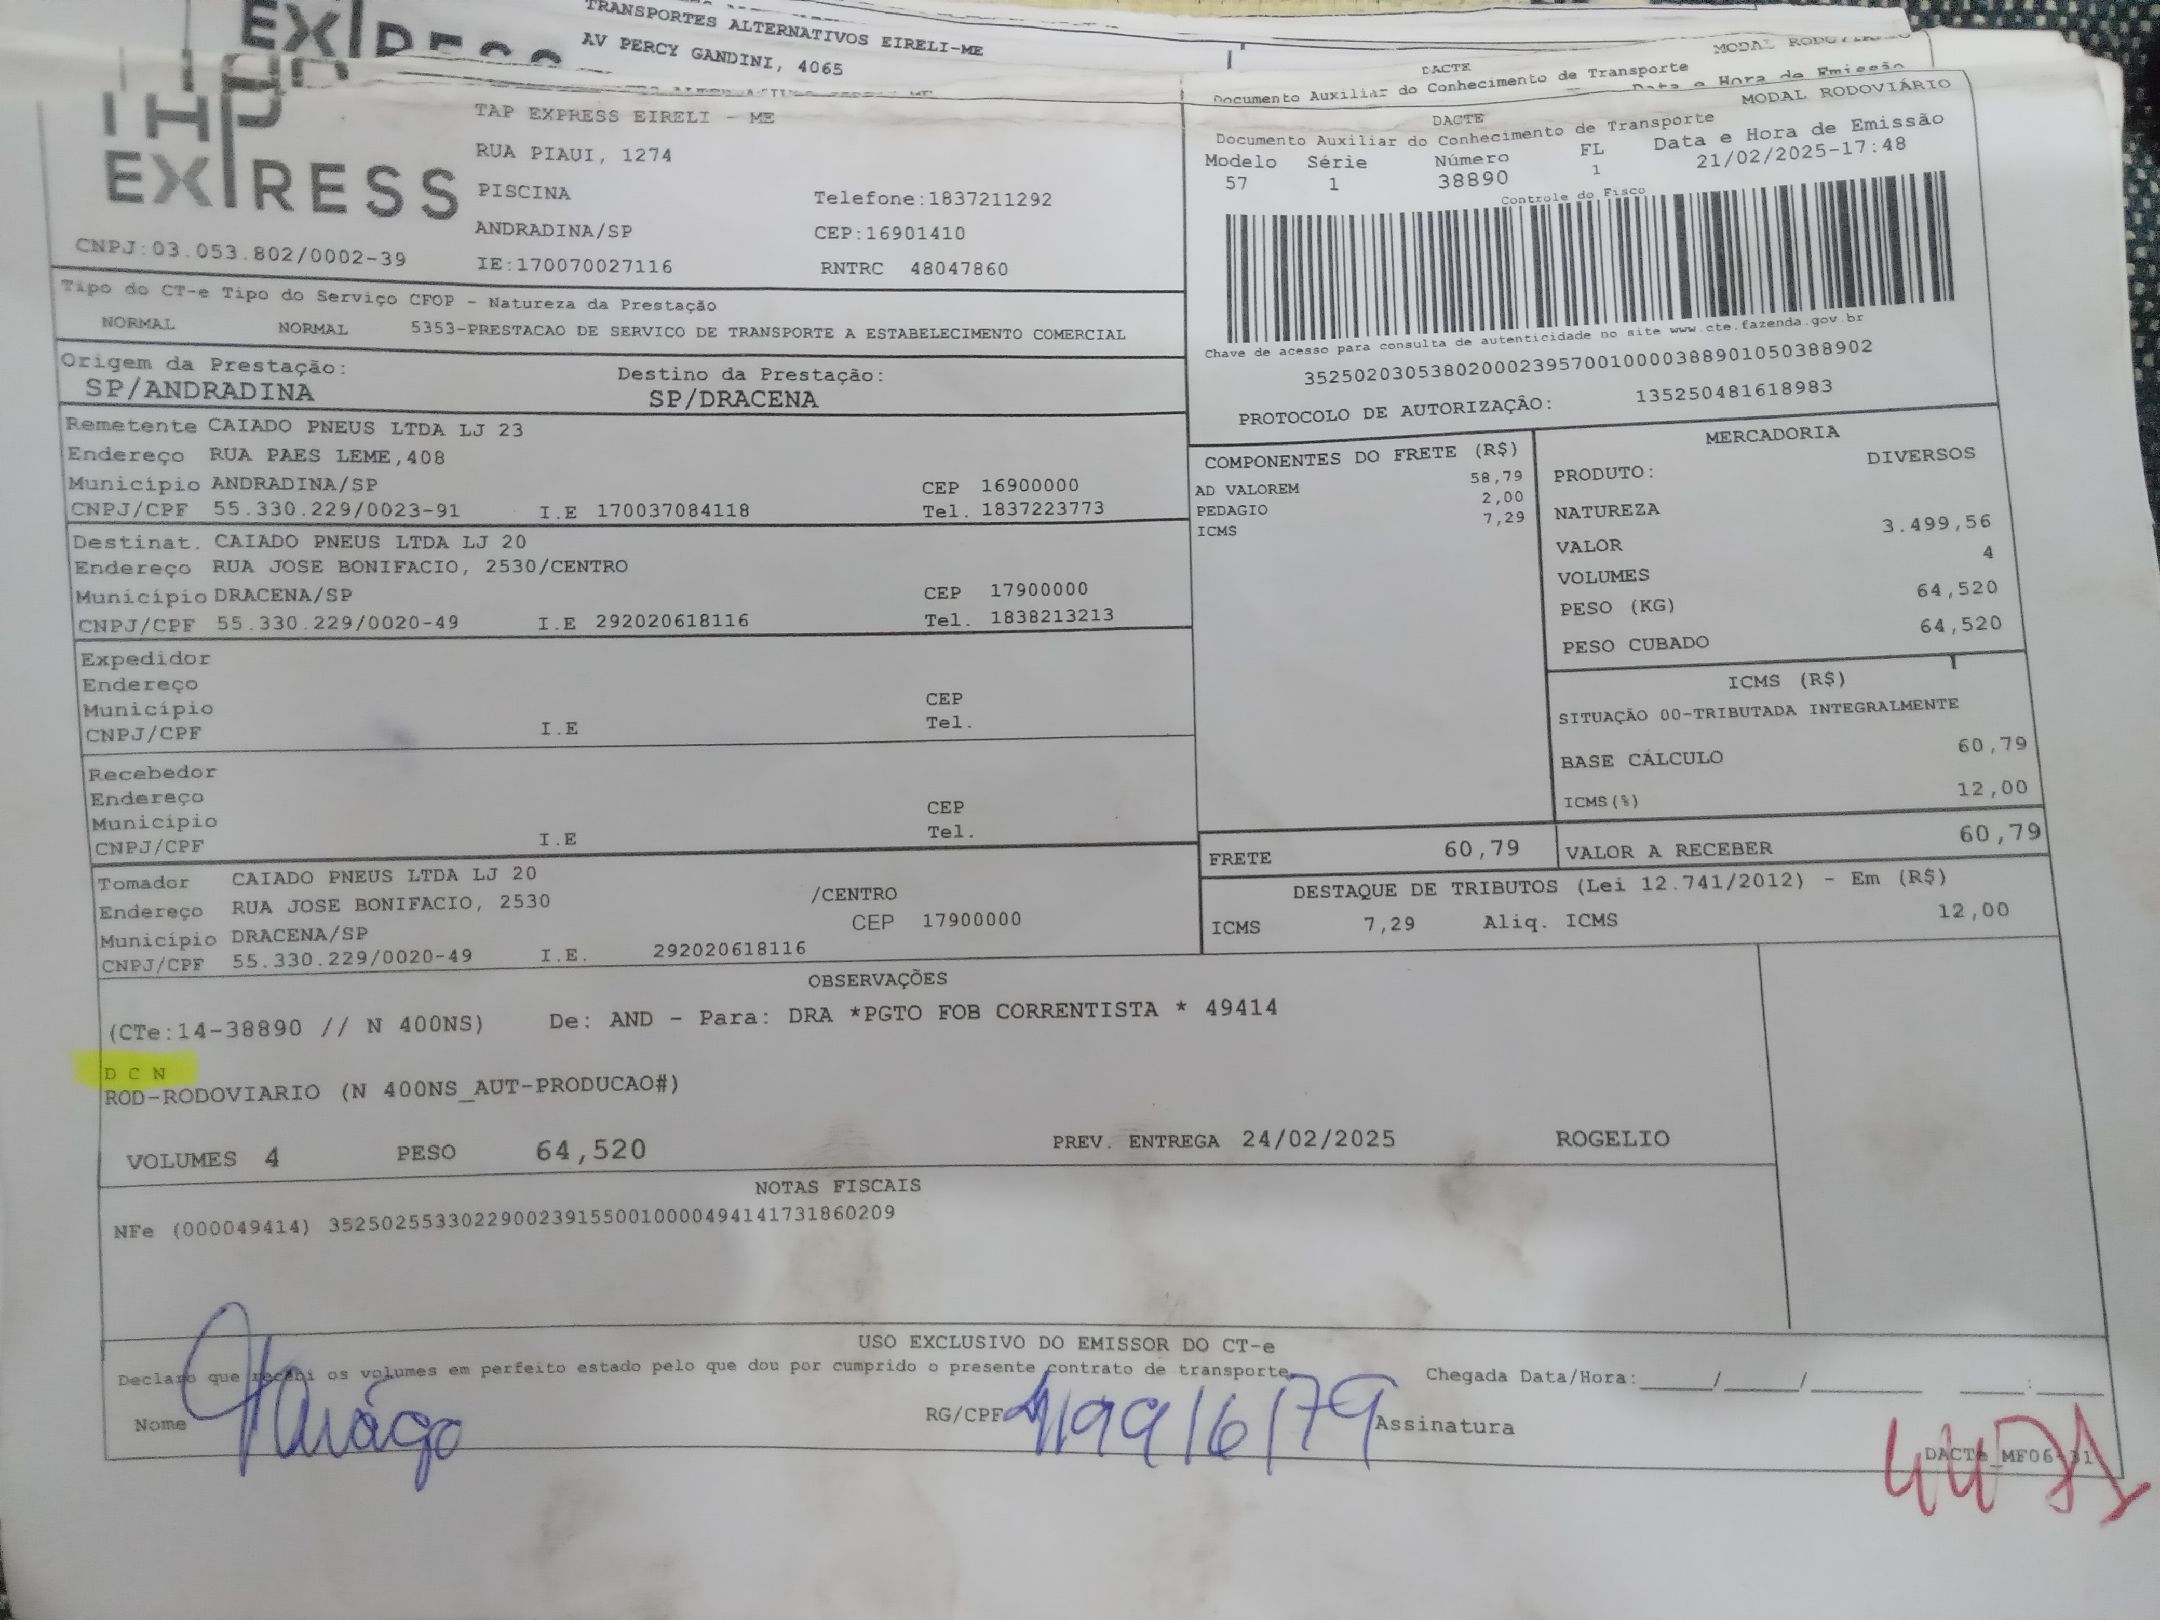 TRANSPORTES ALTERNATIVOS EIRELI-ME
AV PERCY GANDINI, 4065
MODAL RODOVIÁRIO
DACTE
Documento Auxiliar do Conhecimento de Transporte
Data e Hora de Emissão
TAP
EXPRESS
TAP EXPRESS EIRELI - ME
RUA PIAUI, 1274
PISCINA
Telefone:1837211292
ANDRADINA/SP
CEP:16901410
CNPJ:03.053.802/0002-39
IE:170070027116
RNTRC 48047860
MODAL RODOVIÁRIO
DACTE
Documento Auxiliar do Conhecimento de Transporte
Modelo Série Número FL Data e Hora de Emissão
57 1 38890 1 21/02/2025-17:48
Controle do Fisco
Chave de acesso para consulta de autenticidade no site www.cte.fazenda.gov.br
35250203053802000239570010000388901050388902
PROTOCOLO DE AUTORIZAÇÃO: 135250481618983
Tipo do CT-e Tipo do Serviço CFOP - Natureza da Prestação
NORMAL NORMAL 5353-PRESTACAO DE SERVICO DE TRANSPORTE A ESTABELECIMENTO COMERCIAL
Origem da Prestação: Destino da Prestação:
SP/ANDRADINA SP/DRACENA
Remetente CAIADO PNEUS LTDA LJ 23
Endereço RUA PAES LEME,408
Município ANDRADINA/SP CEP 16900000
CNPJ/CPF 55.330.229/0023-91 I.E 170037084118 Tel. 1837223773
Destinat. CAIADO PNEUS LTDA LJ 20
Endereço RUA JOSE BONIFACIO, 2530/CENTRO
Município DRACENA/SP CEP 17900000
CNPJ/CPF 55.330.229/0020-49 I.E 292020618116 Tel. 1838213213
Expedidor
Endereço
Município CEP
CNPJ/CPF I.E Tel.
Recebedor
Endereço
Município CEP
CNPJ/CPF I.E Tel.
Tomador CAIADO PNEUS LTDA LJ 20
Endereço RUA JOSE BONIFACIO, 2530 /CENTRO
Município DRACENA/SP CEP 17900000
CNPJ/CPF 55.330.229/0020-49 I.E. 292020618116
COMPONENTES DO FRETE (R$)
AD VALOREM 58,79
PEDAGIO 2,00
ICMS 7,29
MERCADORIA
PRODUTO: DIVERSOS
NATUREZA
VALOR 3.499,56
VOLUMES 4
PESO (KG) 64,520
PESO CUBADO 64,520
ICMS (R$)
SITUAÇÃO 00-TRIBUTADA INTEGRALMENTE
BASE CÁLCULO 60,79
ICMS(%) 12,00
FRETE 60,79 VALOR A RECEBER 60,79
DESTAQUE DE TRIBUTOS (Lei 12.741/2012) - Em (R$)
ICMS 7,29 Aliq. ICMS 12,00
OBSERVAÇÕES
(CTe:14-38890 // N 400NS) De: AND - Para: DRA *PGTO FOB CORRENTISTA * 49414
D C N
ROD-RODOVIARIO (N 400NS_AUT-PRODUCAO#)
VOLUMES 4 PESO 64,520 PREV. ENTREGA 24/02/2025 ROGELIO
NOTAS FISCAIS
NFe (000049414) 35250255330229002391550010000494141731860209
USO EXCLUSIVO DO EMISSOR DO CT-e
Declaro que recebi os volumes em perfeito estado pelo que dou por cumprido o presente contrato de transporte
Chegada Data/Hora:____/____/______ ____:____
Nome RG/CPF Assinatura
DACTe_MF06-31